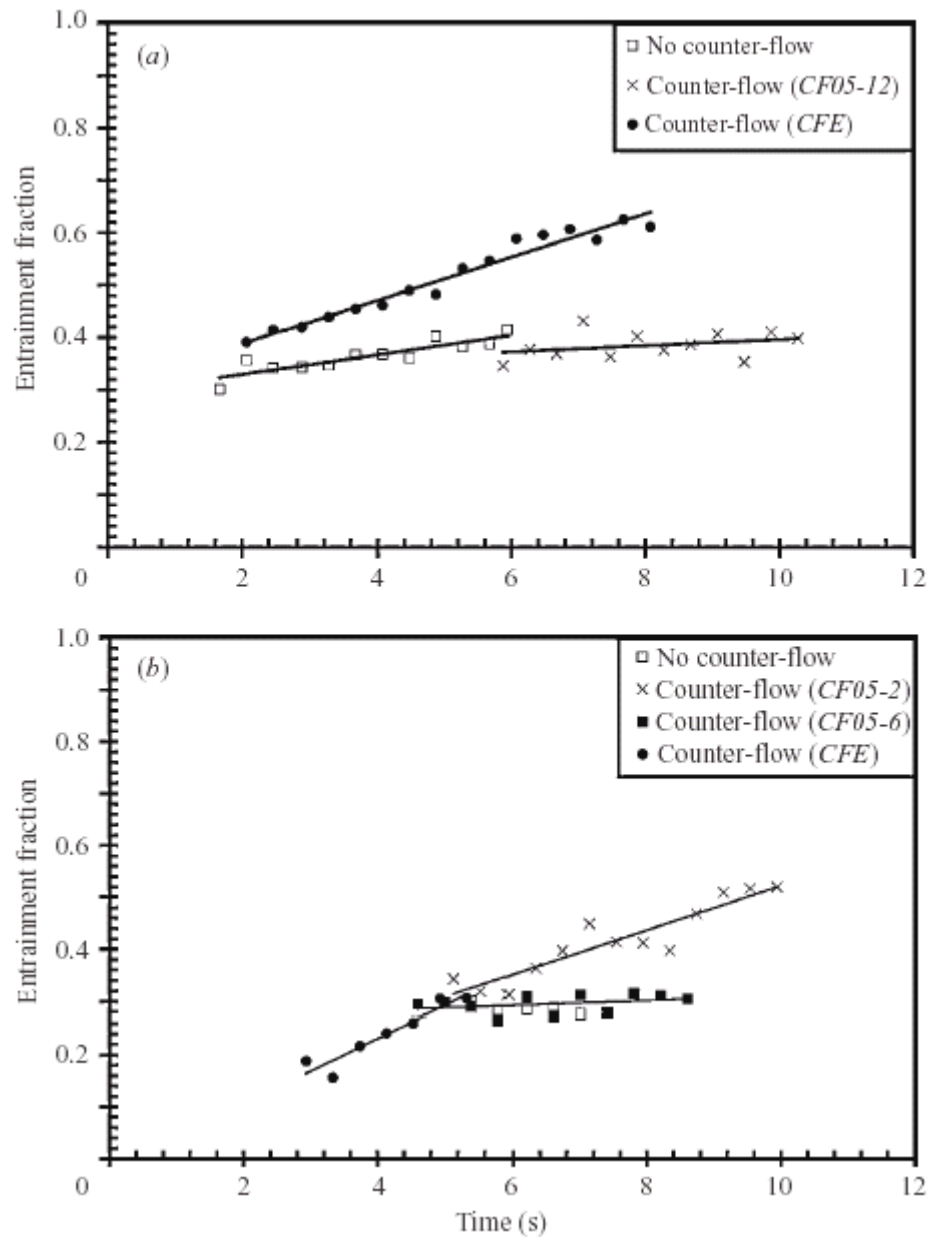 1.0
(a)
No counter-flow
Counter-flow (CF05-12)
Counter-flow (CFE)
0.8
0.6
0.4
0.2
Entrainment fraction
0 2 4 6 8 10 12
1.0
(b)
No counter-flow
Counter-flow (CF05-2)
Counter-flow (CF05-6)
Counter-flow (CFE)
0.8
0.6
0.4
0.2
Entrainment fraction
0 2 4 6 8 10 12
Time (s)